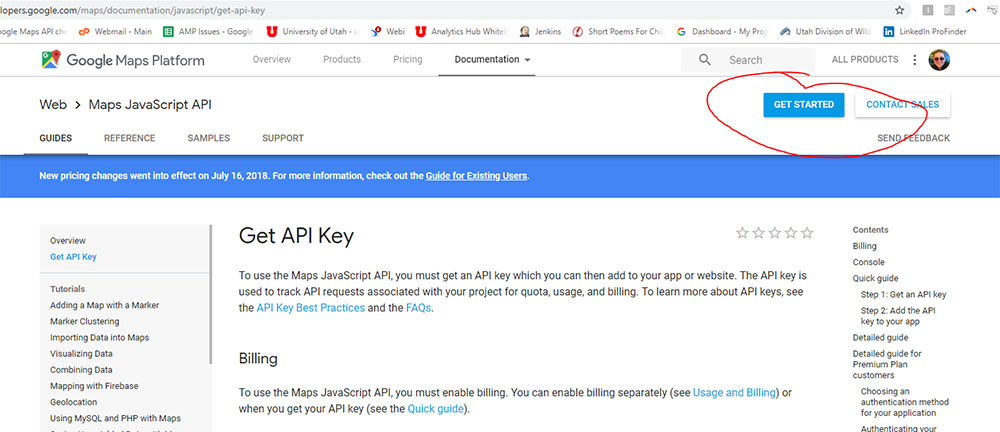 lopers.google.com/maps/documentation/javascript/get-api-key
ogle Maps API che
Webmail - Main
AMP Issues - Google
University of Utah -
Webi
Analytics Hub White
Jenkins
Short Poems For Chi
Dashboard - My Proj
Utah Division of Wild
LinkedIn ProFinder
Google Maps Platform
Overview
Products
Pricing
Documentation
Search
ALL PRODUCTS
Web > Maps JavaScript API
GET STARTED
CONTACT SALES
GUIDES
REFERENCE
SAMPLES
SUPPORT
SEND FEEDBACK
New pricing changes went into effect on July 16, 2018. For more information, check out the Guide for Existing Users.
Overview
Get API Key
Tutorials
Adding a Map with a Marker
Marker Clustering
Importing Data into Maps
Visualizing Data
Combining Data
Mapping with Firebase
Geolocation
Using MySQL and PHP with Maps
Get API Key
To use the Maps JavaScript API, you must get an API key which you can then add to your app or website. The API key is
used to track API requests associated with your project for quota, usage, and billing. To learn more about API keys, see
the API Key Best Practices and the FAQs.
Billing
To use the Maps JavaScript API, you must enable billing. You can enable billing separately (see Usage and Billing) or
when you get your API key (see the Quick guide).
Contents
Billing
Console
Quick guide
Step 1: Get an API key
Step 2: Add the API
key to your app
Detailed guide
Detailed guide for
Premium Plan
customers
Choosing an
authentication method
for your application
Authenticating your